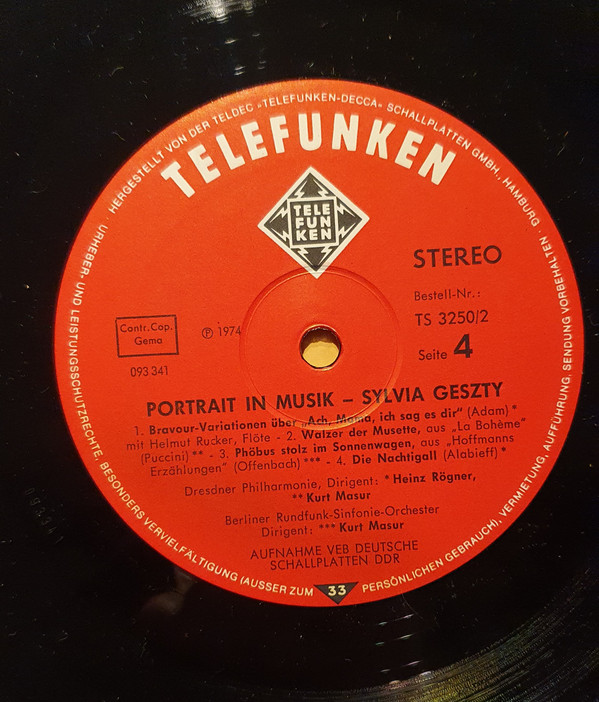 HERGESTELLT VON DER TELDEC »TELEFUNKEN-DECCA« SCHALLPLATTEN GMBH., HAMBURG · URHEBER- UND LEISTUNGSSCHUTZRECHTE, BESONDERS VERVIELFÄLTIGUNG (AUSSER ZUM PERSÖNLICHEN GEBRAUCH), VERMIETUNG, AUFFÜHRUNG, SENDUNG VORBEHALTEN ·
TELEFUNKEN
TELE
FUN
KEN
STEREO
Bestell-Nr.:
TS 3250/2
Seite 4
Contr. Cop.
Gema
℗ 1974
093 341
PORTRAIT IN MUSIK – SYLVIA GESZTY
1. Bravour-Variationen über „Ach, Mama, ich sag es dir" (Adam) *
mit Helmut Rucker, Flöte - 2. Walzer der Musette, aus „La Bohème"
(Puccini) ** - 3. Phöbus stolz im Sonnenwagen, aus „Hoffmanns
Erzählungen" (Offenbach) *** - 4. Die Nachtigall (Alabieff) *
Dresdner Philharmonie, Dirigent: * Heinz Rögner,
** Kurt Masur
Berliner Rundfunk-Sinfonie-Orchester
Dirigent: *** Kurt Masur
AUFNAHME VEB DEUTSCHE
SCHALLPLATTEN DDR
33